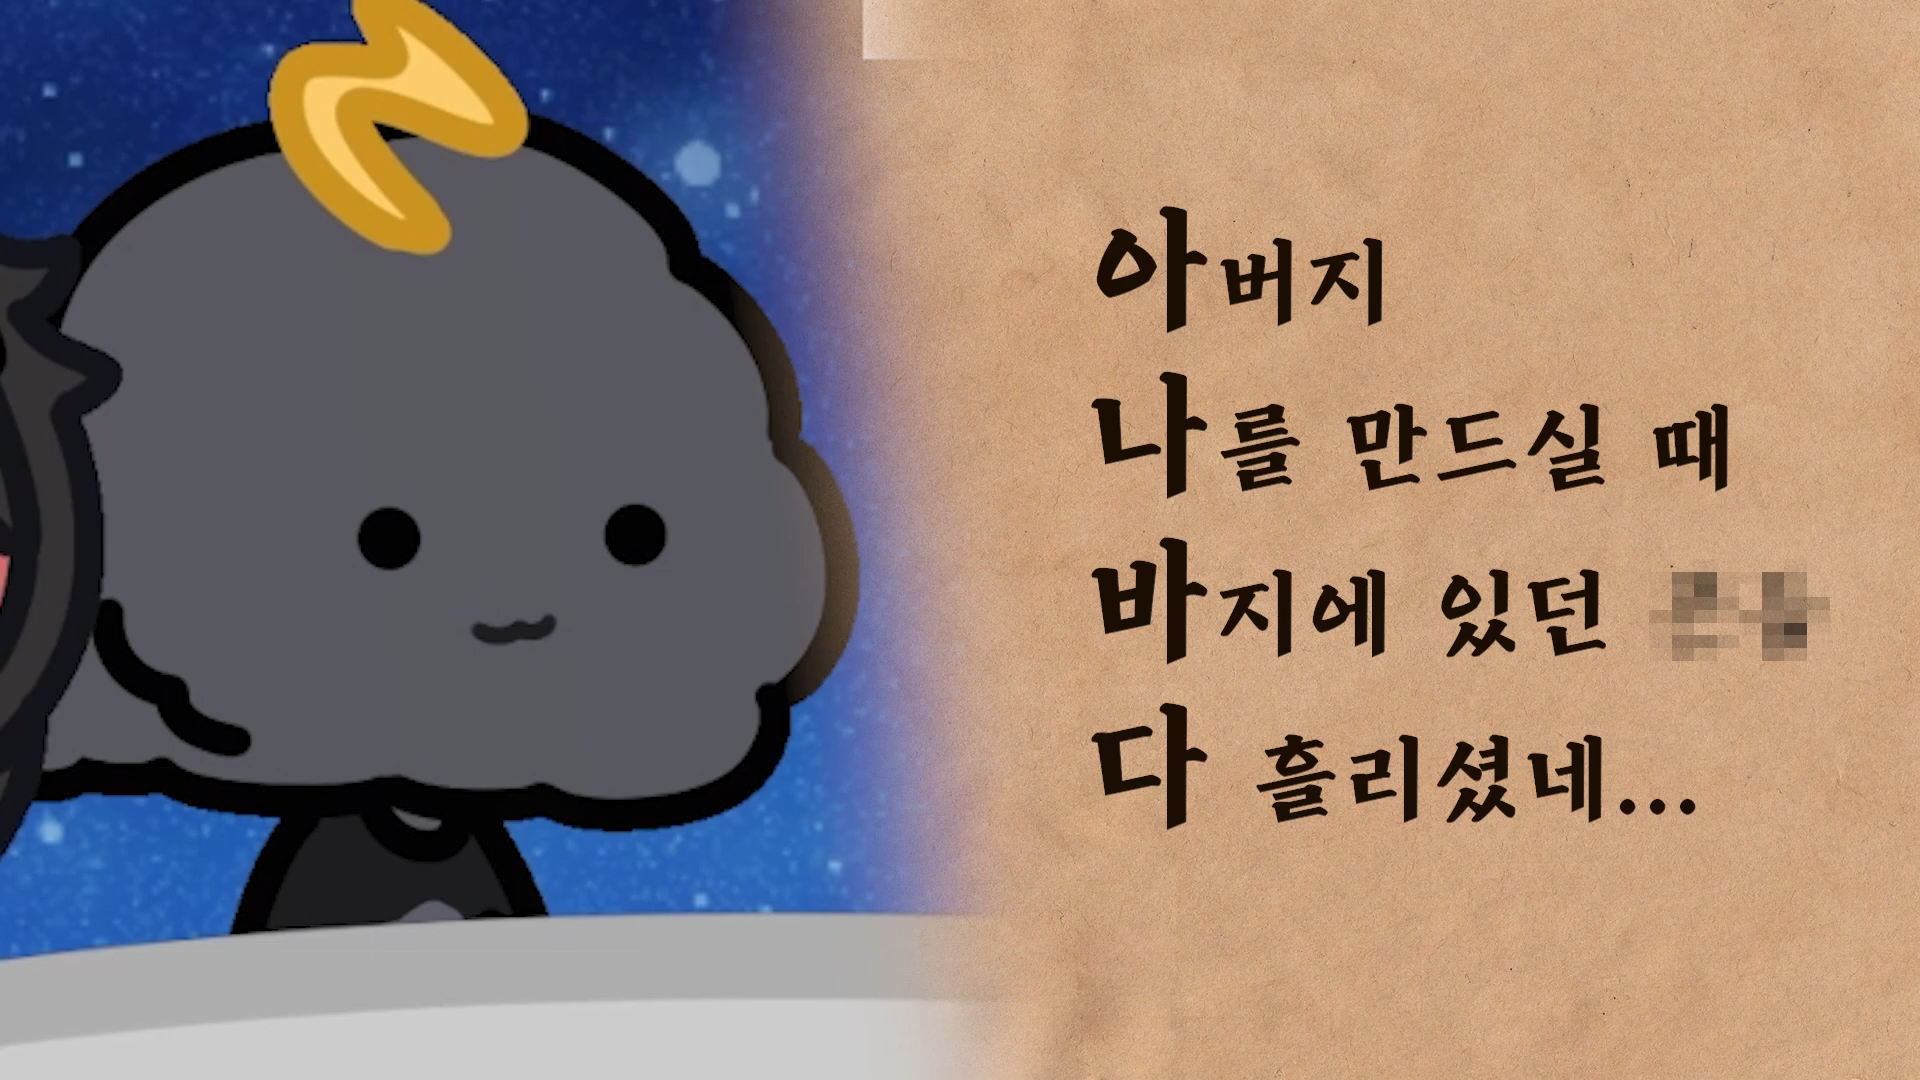 아버지
나를 만드실 때
바지에 있던
다 흘리셨네...